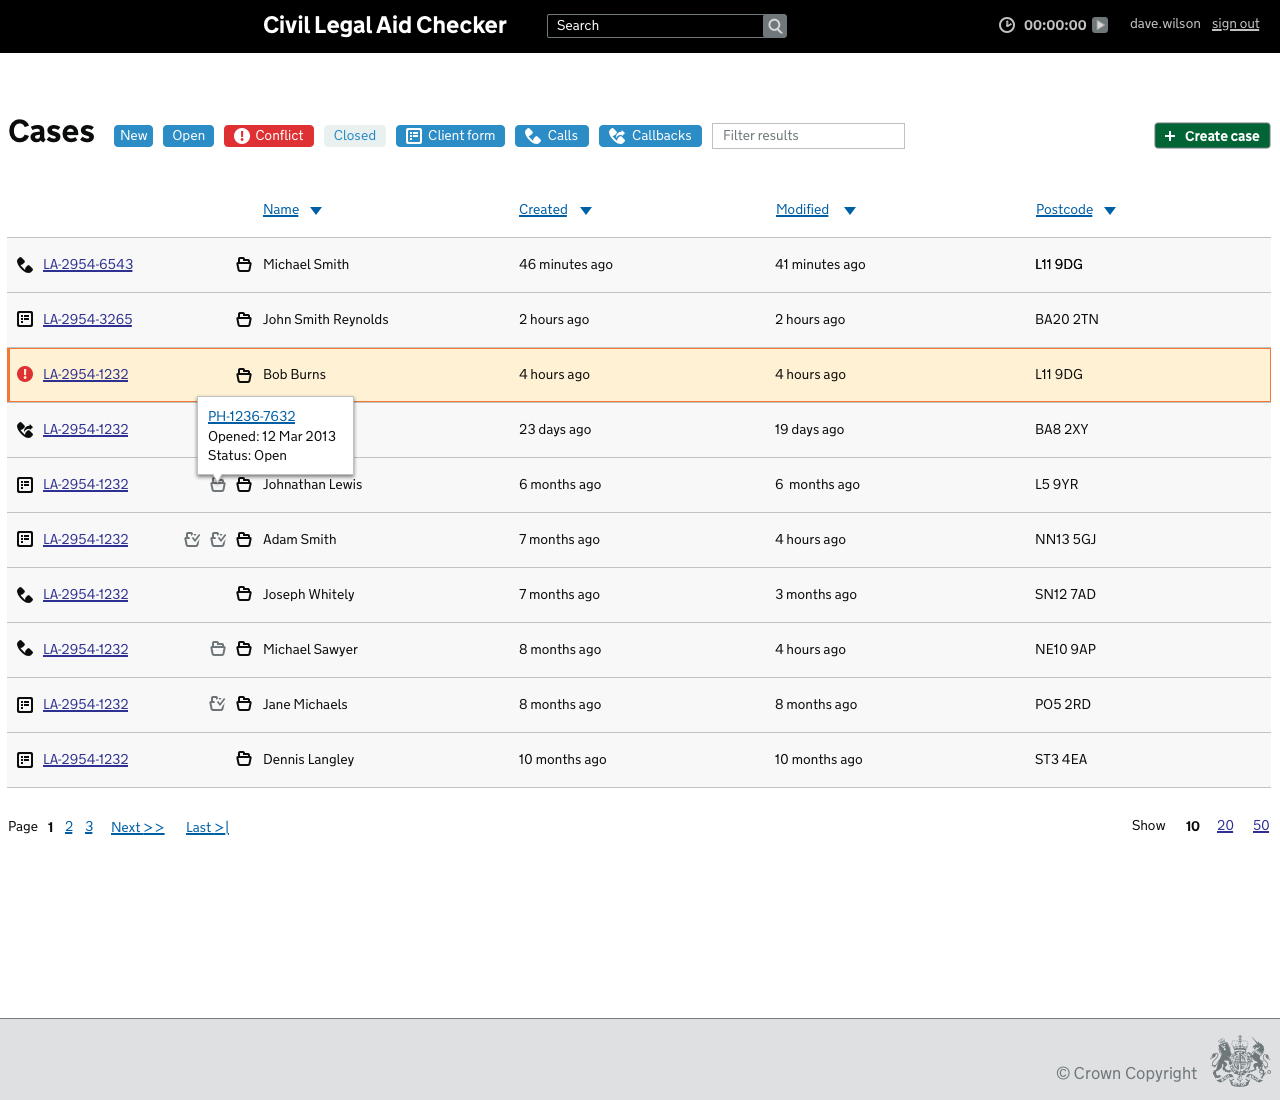 Civil Legal Aid Checker Search 00:00:00 dave.wilson sign out
Cases New Open Conflict Closed Client form Calls Callbacks Filter results + Create case
Name Created Modified Postcode
LA-2954-6543 Michael Smith 46 minutes ago 41 minutes ago L11 9DG
LA-2954-3265 John Smith Reynolds 2 hours ago 2 hours ago BA20 2TN
LA-2954-1232 Bob Burns 4 hours ago 4 hours ago L11 9DG
PH-1236-7632
Opened: 12 Mar 2013
Status: Open
LA-2954-1232 23 days ago 19 days ago BA8 2XY
LA-2954-1232 Johnathan Lewis 6 months ago 6 months ago L5 9YR
LA-2954-1232 Adam Smith 7 months ago 4 hours ago NN13 5GJ
LA-2954-1232 Joseph Whitely 7 months ago 3 months ago SN12 7AD
LA-2954-1232 Michael Sawyer 8 months ago 4 hours ago NE10 9AP
LA-2954-1232 Jane Michaels 8 months ago 8 months ago PO5 2RD
LA-2954-1232 Dennis Langley 10 months ago 10 months ago ST3 4EA
Page 1 2 3 Next >> Last >| Show 10 20 50
© Crown Copyright